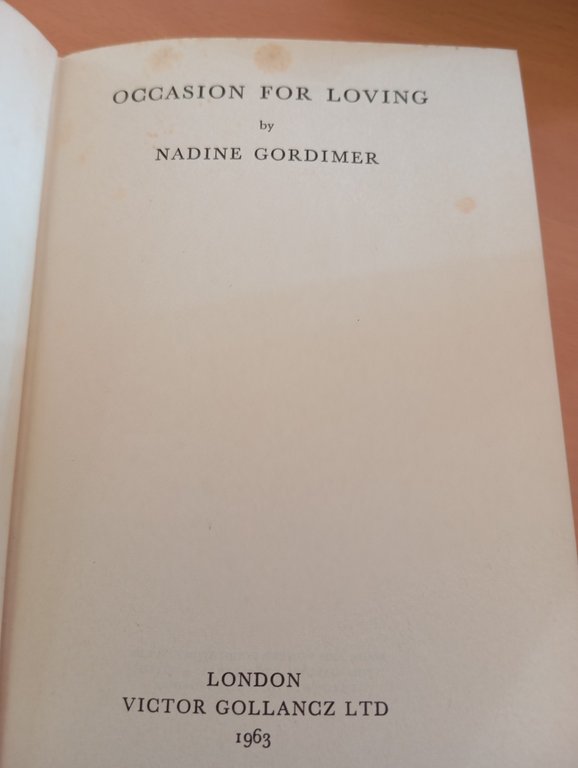 OCCASION FOR LOVING
by
NADINE GORDIMER
LONDON
VICTOR GOLLANCZ LTD
1963